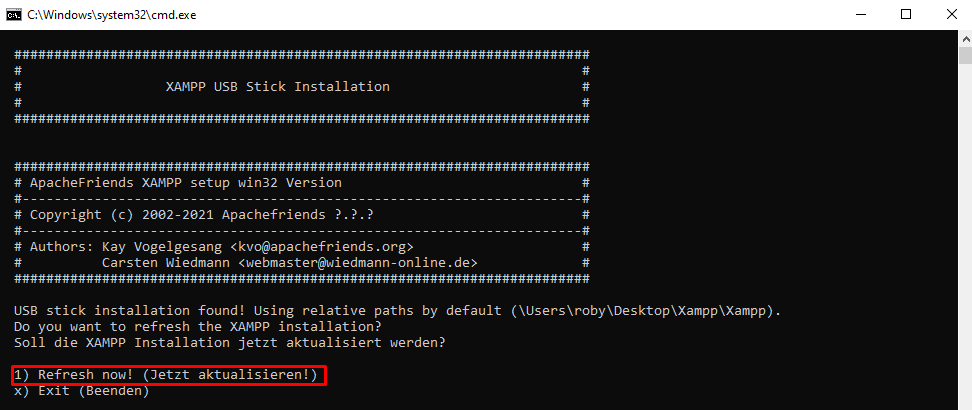 C:\Windows\system32\cmd.exe
########################################################################
#                                                                      #
#                  XAMPP USB Stick Installation                        #
#                                                                      #
########################################################################
########################################################################
# ApacheFriends XAMPP setup win32 Version                              #
#----------------------------------------------------------------------#
# Copyright (c) 2002-2021 Apachefriends ?.?.?                          #
#----------------------------------------------------------------------#
# Authors: Kay Vogelgesang <kvo@apachefriends.org>                     #
#          Carsten Wiedmann <webmaster@wiedmann-online.de>             #
########################################################################
USB stick installation found! Using relative paths by default (\Users\roby\Desktop\Xampp\Xampp).
Do you want to refresh the XAMPP installation?
Soll die XAMPP Installation jetzt aktualisiert werden?
1) Refresh now! (Jetzt aktualisieren!)
x) Exit (Beenden)